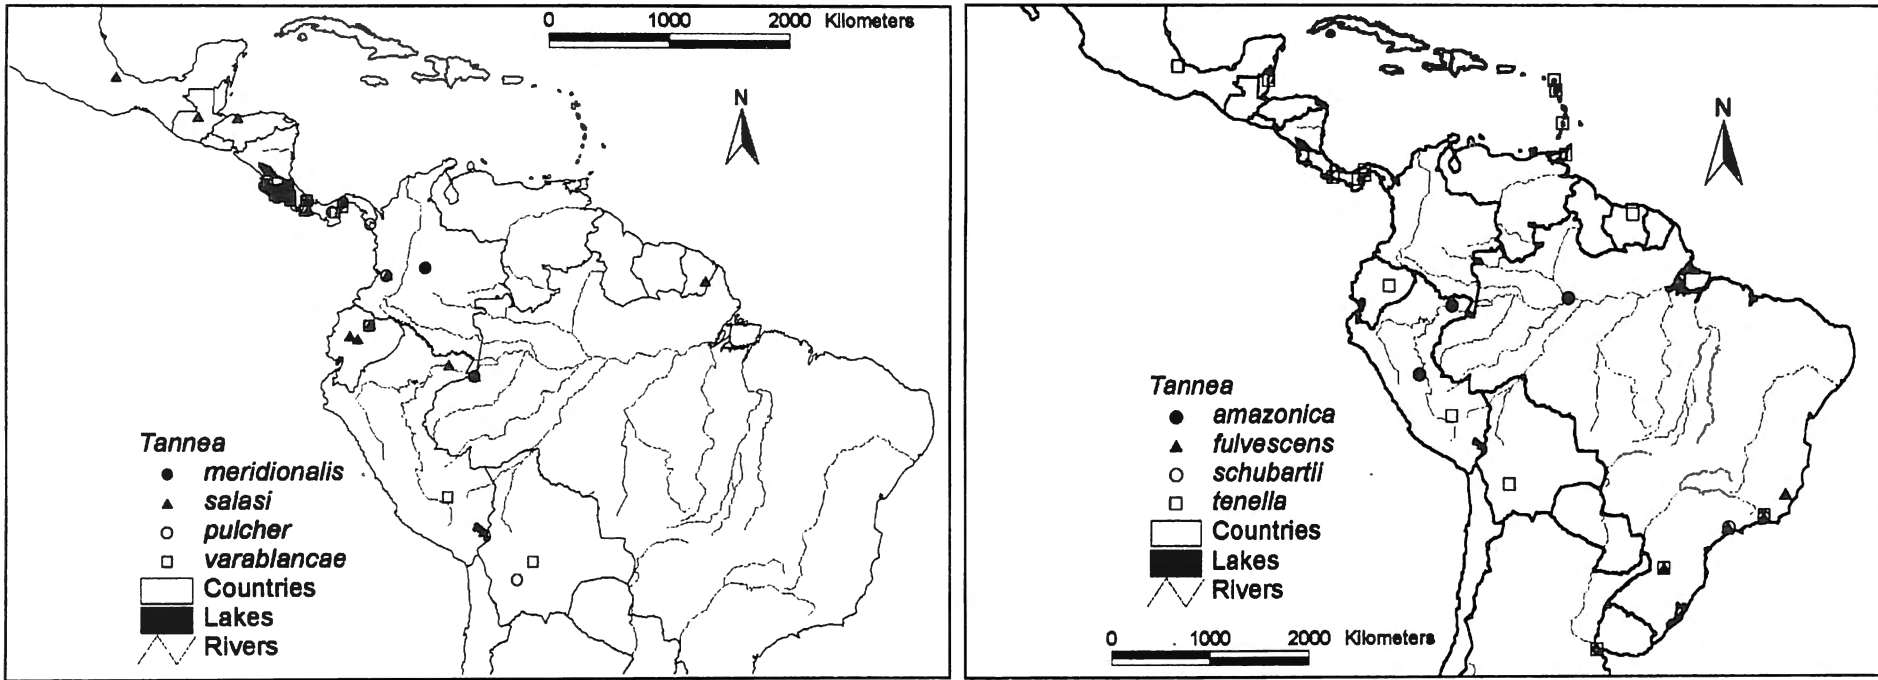 0 1000 2000 Kilometers
N
Tannea
meridionalis
salasi
pulcher
varablancae
Countries
Lakes
Rivers
N
Tannea
amazonica
fulvescens
schubartii
tenella
Countries
Lakes
Rivers
0 1000 2000 Kilometers